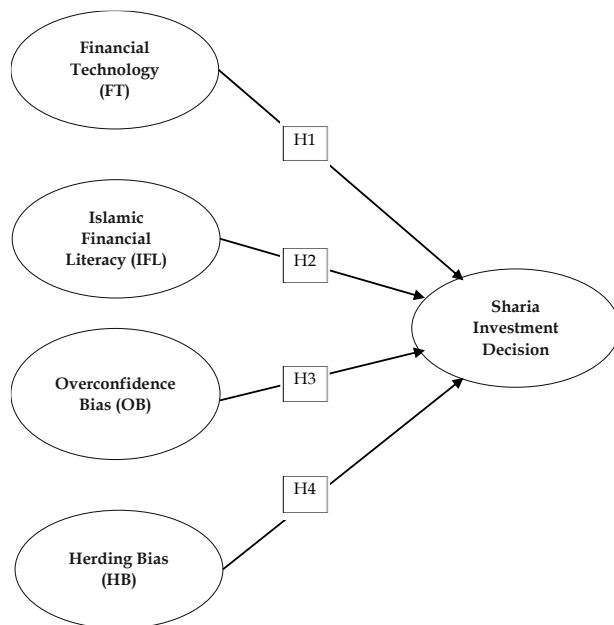 Financial
Technology
(FT)
H1
Islamic
Financial
Literacy (IFL)
H2
Sharia
Investment
Decision
Overconfidence
Bias (OB)
H3
H4
Herding Bias
(HB)